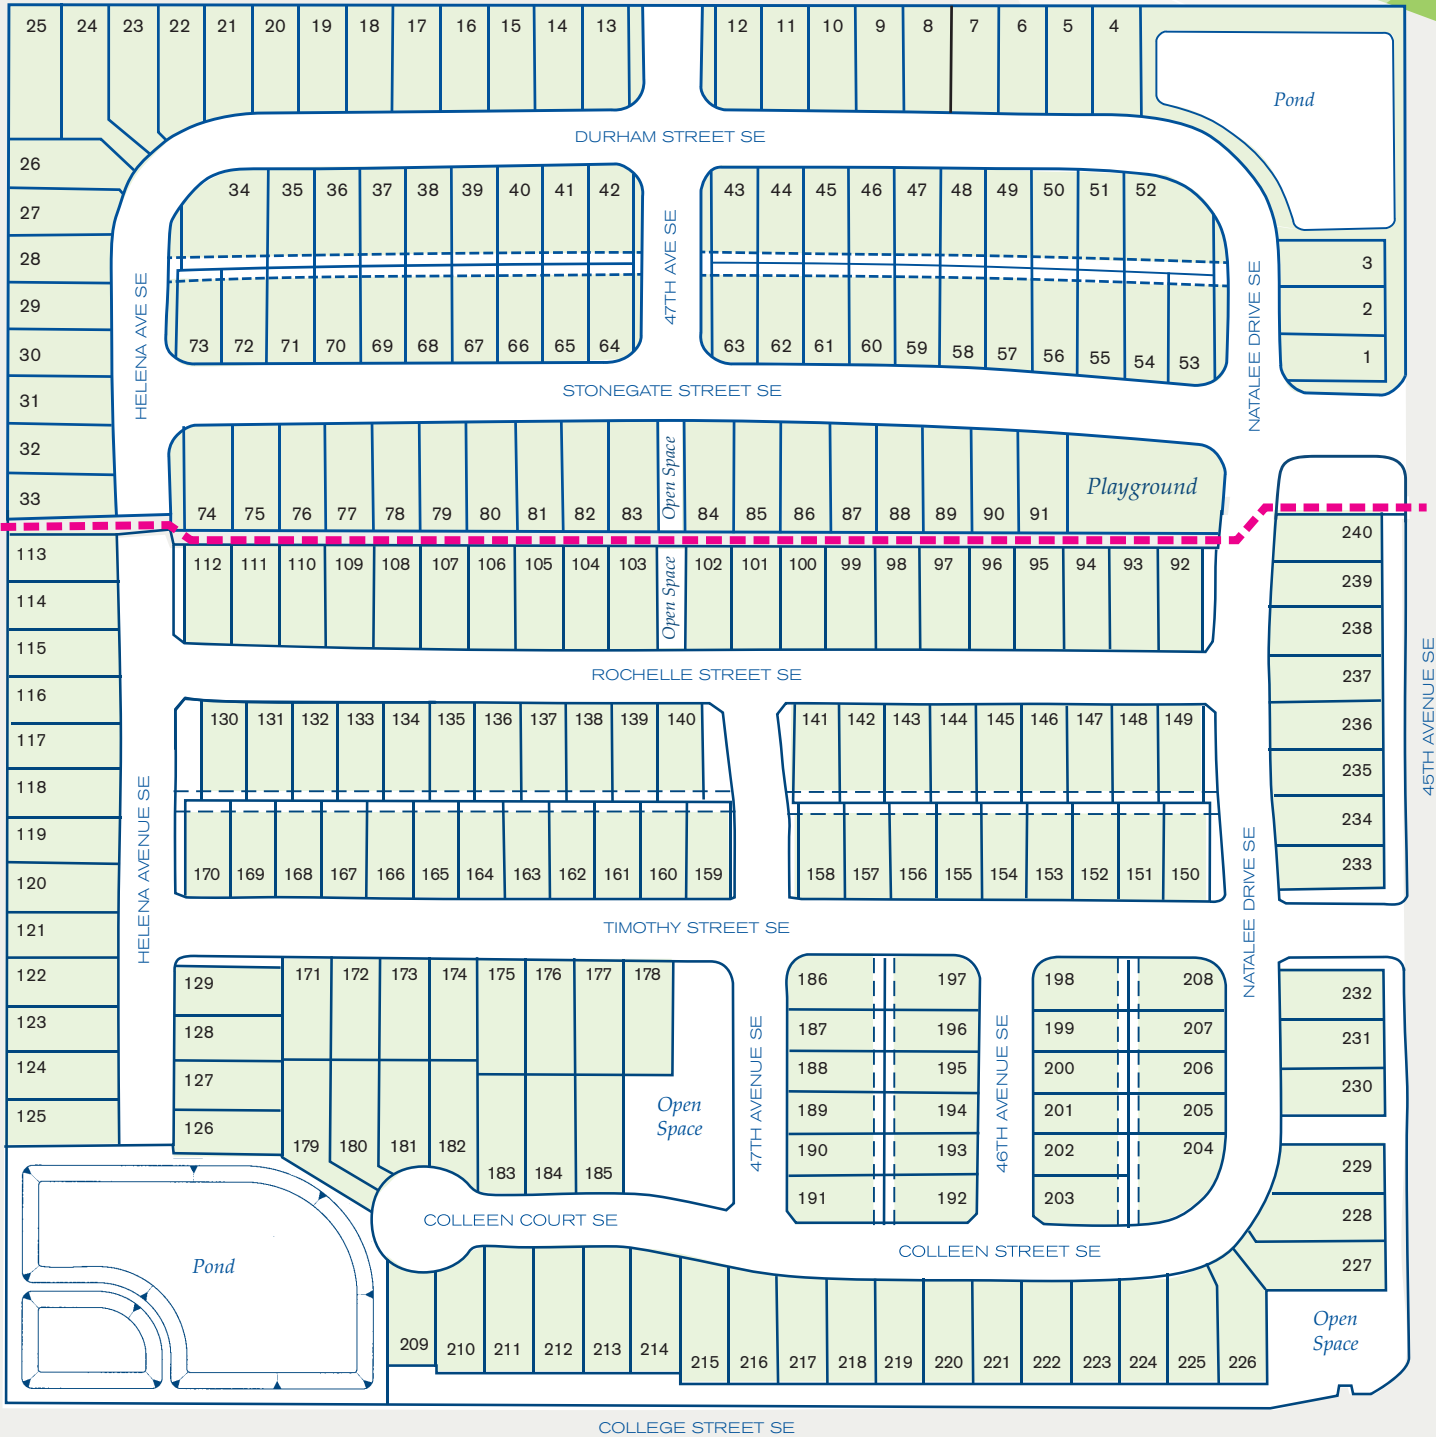 25 24 23 22 21 20 19 18 17 16 15 14 13 12 11 10 9 8 7 6 5 4
Pond
DURHAM STREET SE
26
27
28
29
30
31
32
33
HELENA AVE SE
34 35 36 37 38 39 40 41 42
47TH AVE SE
43 44 45 46 47 48 49 50 51 52
NATALEE DRIVE SE
3
2
1
73 72 71 70 69 68 67 66 65 64
63 62 61 60 59 58 57 56 55 54 53
STONEGATE STREET SE
74 75 76 77 78 79 80 81 82 83
Open Space
84 85 86 87 88 89 90 91
Playground
112 111 110 109 108 107 106 105 104 103
Open Space
102 101 100 99 98 97 96 95 94 93 92
240
239
238
237
236
235
234
233
45TH AVENUE SE
113
114
115
116
117
118
119
120
121
122
123
124
125
ROCHELLE STREET SE
HELENA AVENUE SE
130 131 132 133 134 135 136 137 138 139 140
141 142 143 144 145 146 147 148 149
170 169 168 167 166 165 164 163 162 161 160 159
158 157 156 155 154 153 152 151 150
NATALEE DRIVE SE
TIMOTHY STREET SE
129
128
127
126
171 172 173 174 175 176 177 178
179 180 181 182 183 184 185
Open
Space
47TH AVENUE SE
186 197
187 196
188 195
189 194
190 193
191 192
46TH AVENUE SE
198 208
199 207
200 206
201 205
202 204
203
232
231
230
229
228
227
COLLEEN COURT SE
COLLEEN STREET SE
Pond
209 210 211 212 213 214 215 216 217 218 219 220 221 222 223 224 225 226
Open
Space
COLLEGE STREET SE